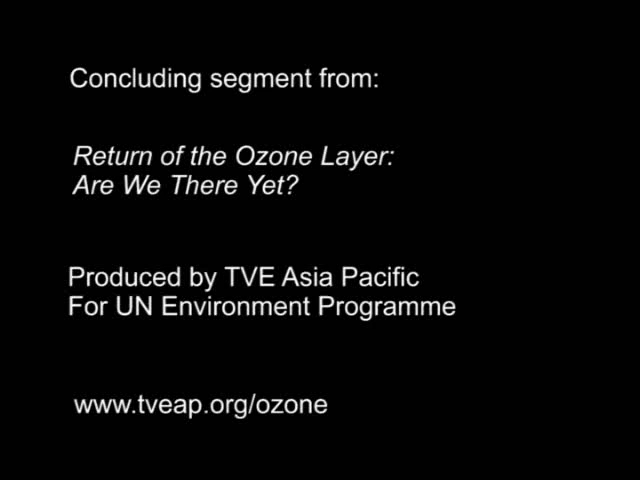 Concluding segment from:
Return of the Ozone Layer:
Are We There Yet?
Produced by TVE Asia Pacific
For UN Environment Programme
www.tveap.org/ozone